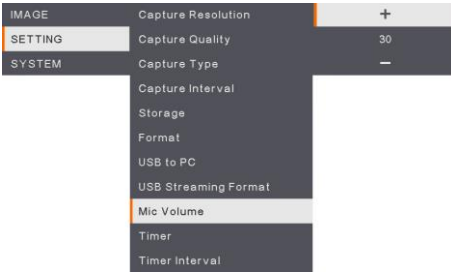 IMAGE
SETTING
SYSTEM
Capture Resolution
Capture Quality
Capture Type
Capture Interval
Storage
Format
USB to PC
USB Streaming Format
Mic Volume
Timer
Timer Interval
+
30
−